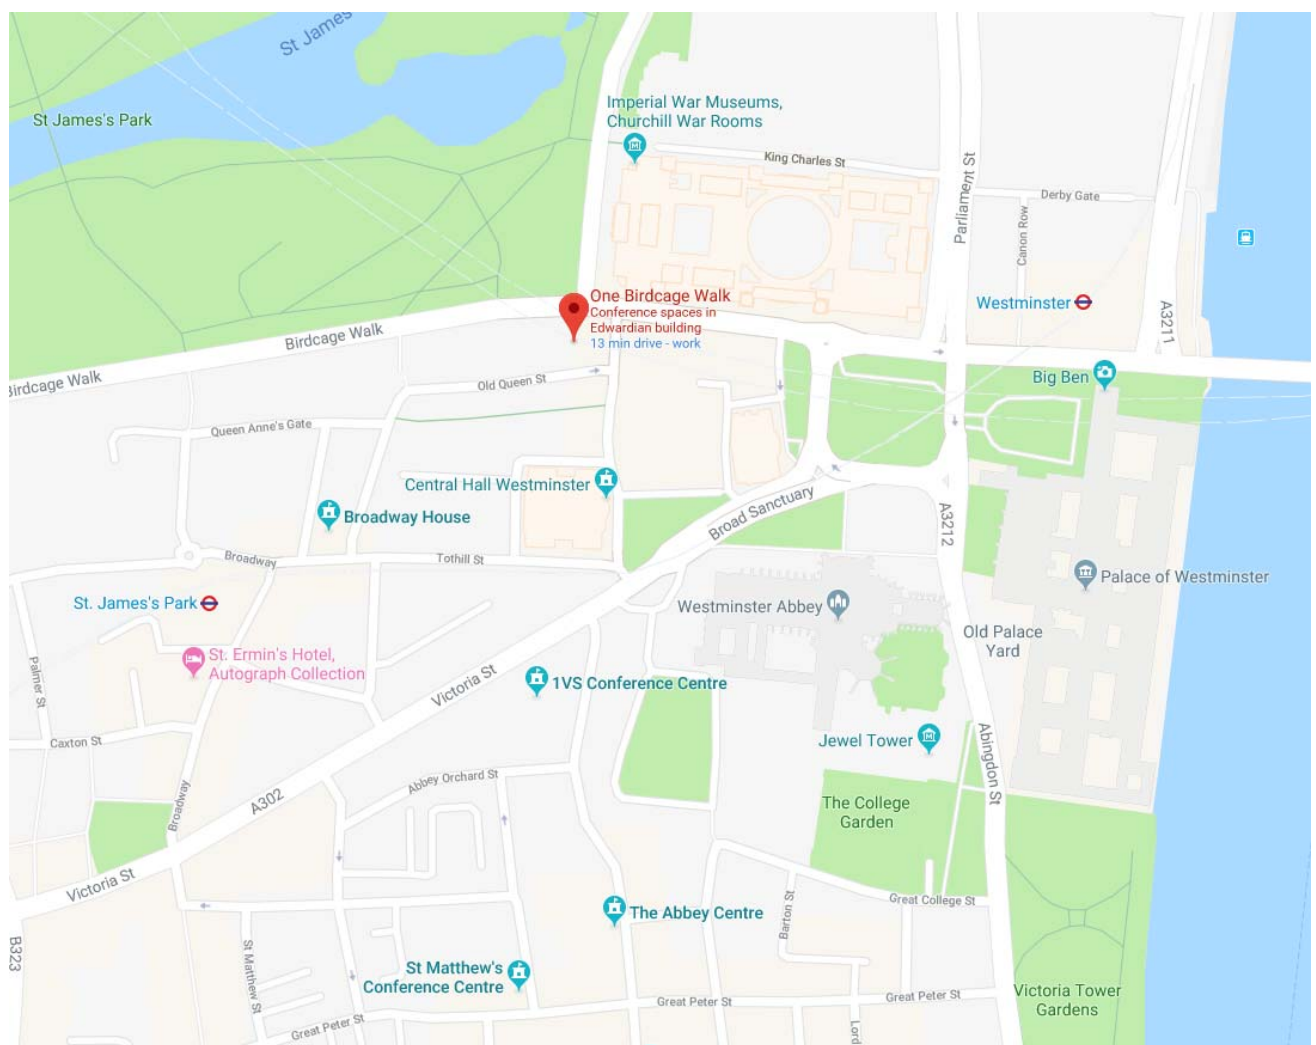 St James
St James's Park
Imperial War Museums,
Churchill War Rooms
King Charles St
Parliament St
Derby Gate
Canon Row
Westminster
A3211
One Birdcage Walk
Conference spaces in
Edwardian building
13 min drive - work
Birdcage Walk
Birdcage Walk
Big Ben
Old Queen St
Queen Anne's Gate
Central Hall Westminster
Broad Sanctuary
Broadway House
A3212
Broadway
Tothill St
Palace of Westminster
St. James's Park
Westminster Abbey
Old Palace
Yard
St. Ermin's Hotel,
Autograph Collection
Palmer St
Victoria St
1VS Conference Centre
Caxton St
Jewel Tower
Abingdon St
Abbey Orchard St
A302
Broadway
The College
Garden
Victoria St
Great College St
The Abbey Centre
Barton St
B323
St Matthew St
St Matthew's
Conference Centre
Great Peter St
Great Peter St
Great Peter St
Victoria Tower
Gardens
Lord